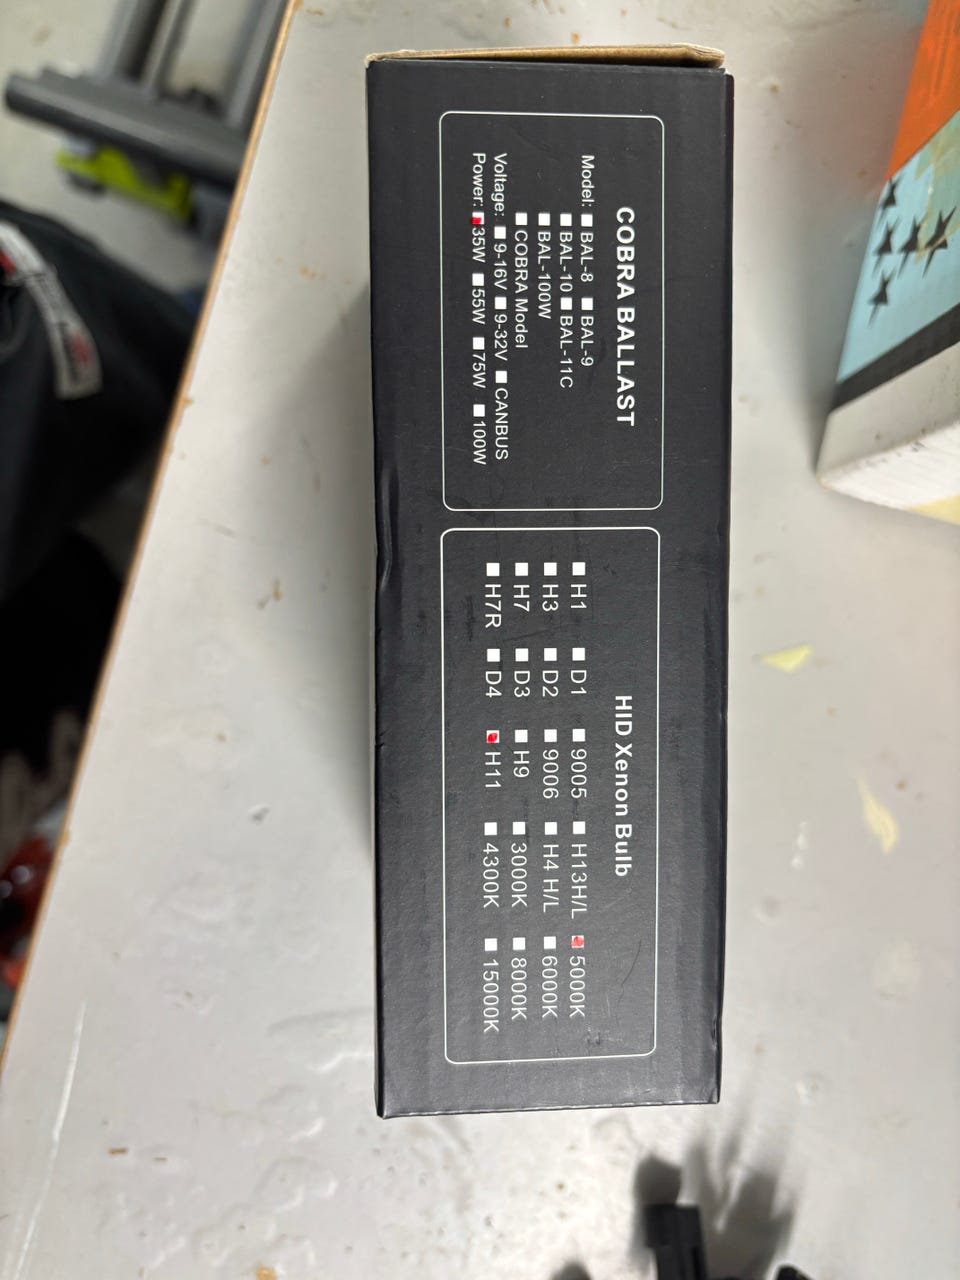 COBRA BALLAST
Model: BAL-8 BAL-9
BAL-10 BAL-11C
BAL-100W
COBRA Model
Voltage: 9-16V 9-32V CANBUS
Power: 35W 55W 75W 100W
HID Xenon Bulb
H1 D1 9005 H13H/L 5000K
H3 D2 9006 H4 H/L 6000K
H7 D3 H9 3000K 8000K
H7R D4 H11 4300K 15000K